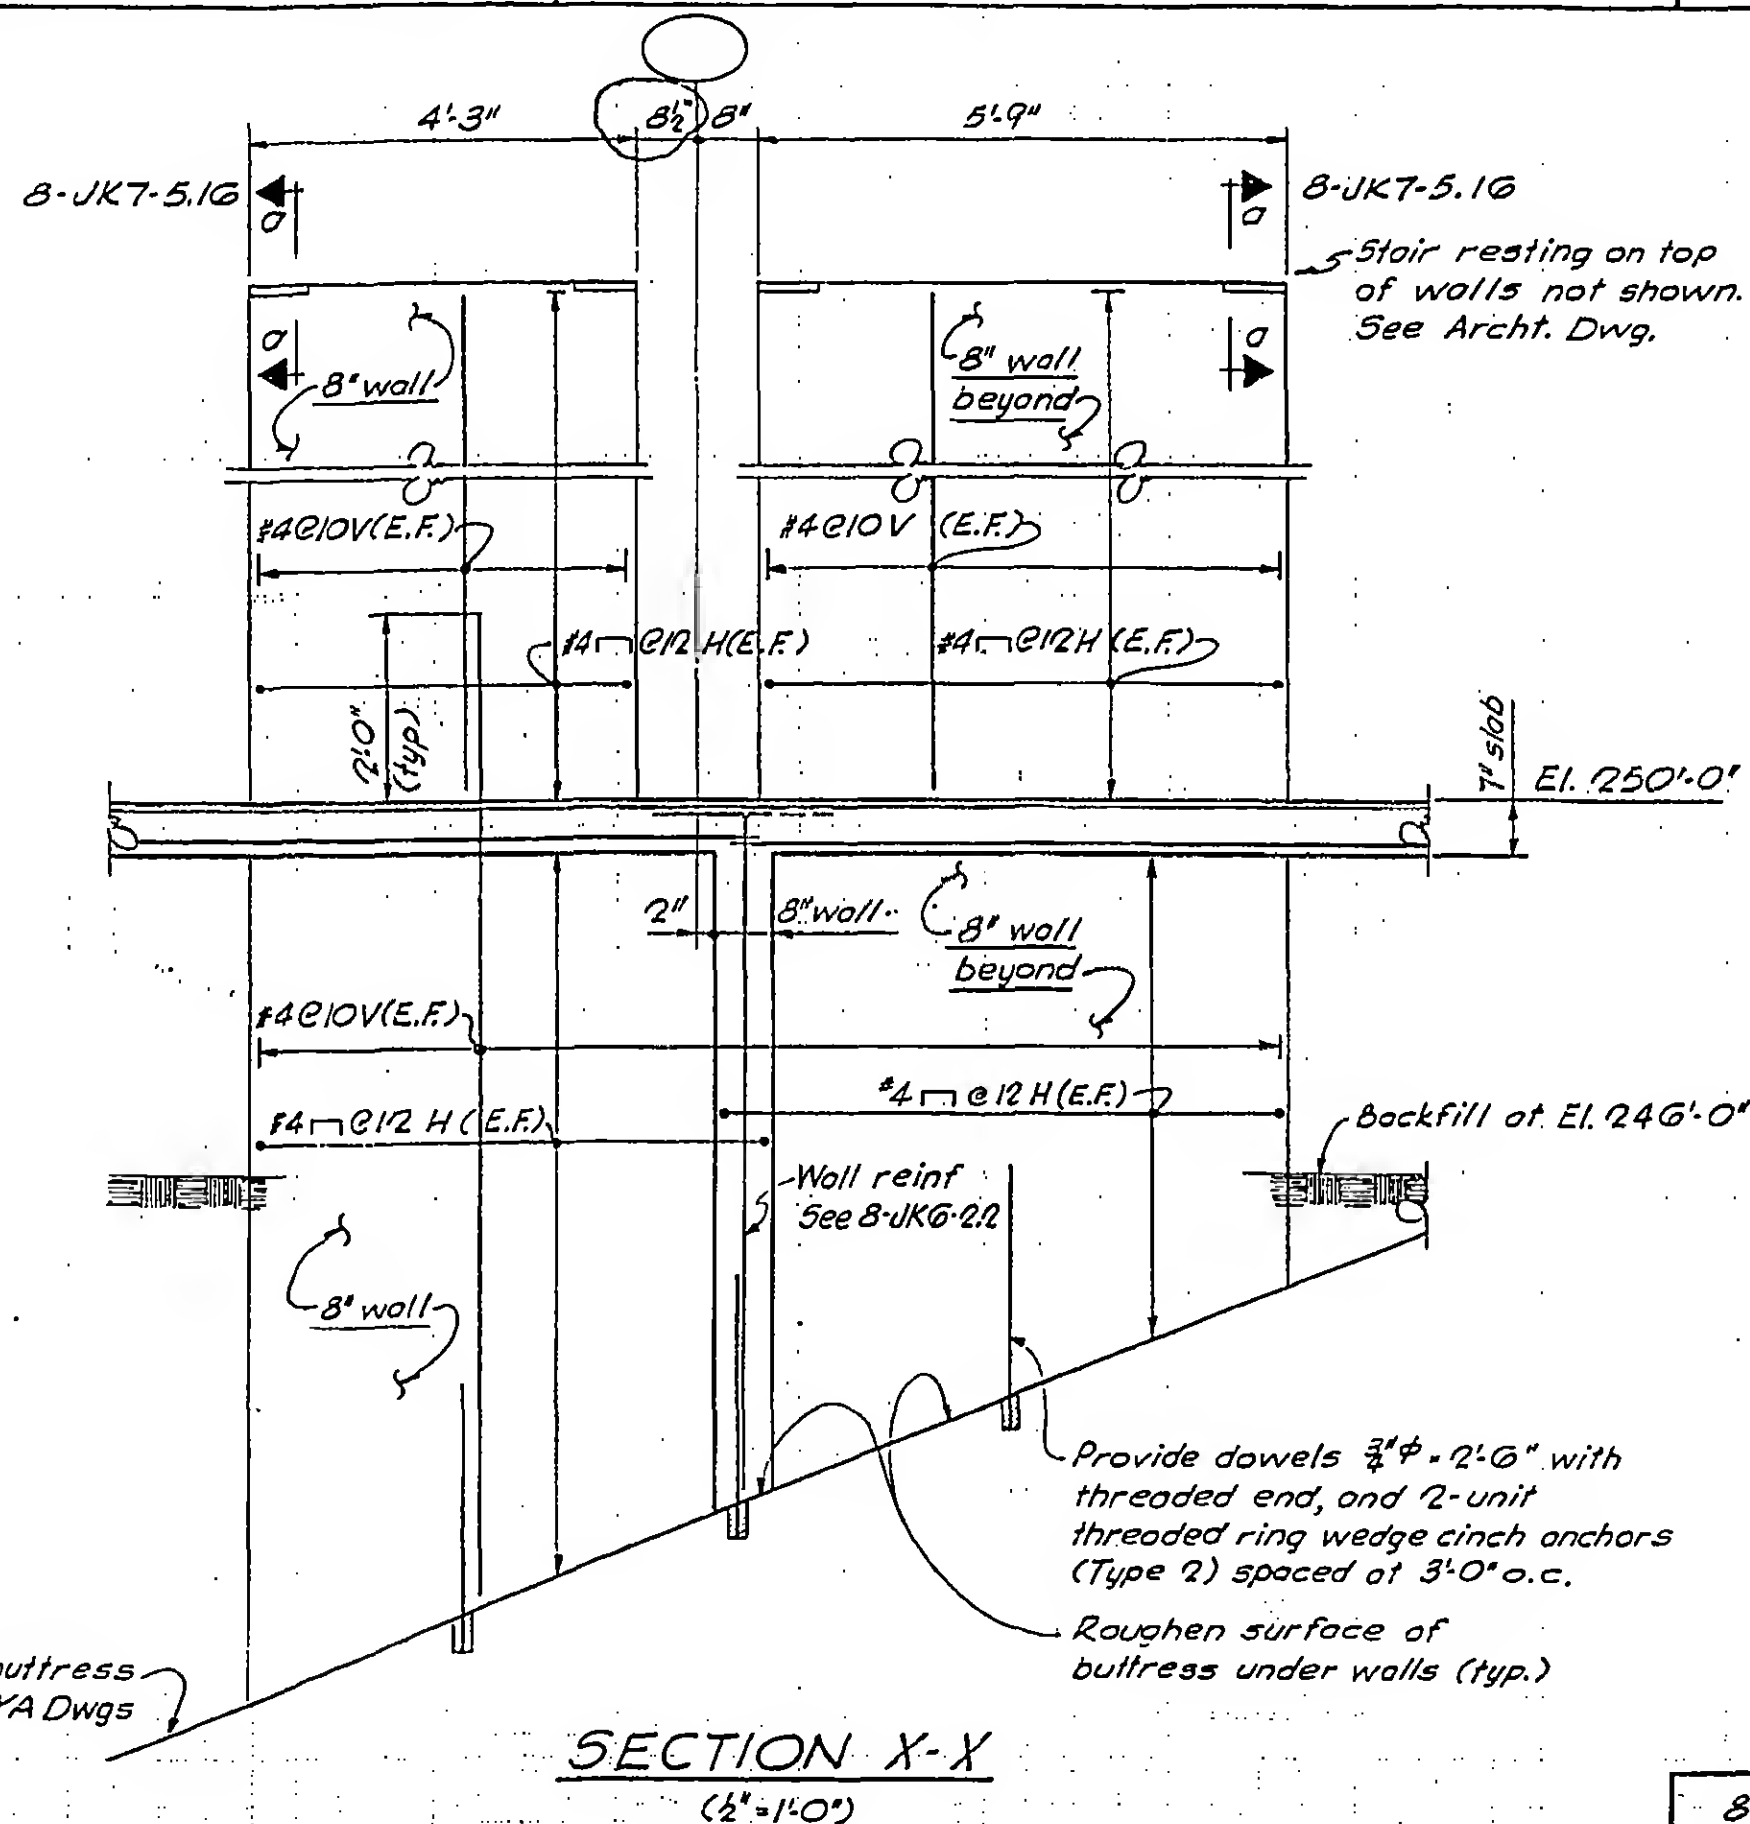 4'-3" 8½" 8" 5'-9"
8-JK7-5.16
a
8-JK7-5.16
a
Stair resting on top
of walls not shown.
See Archt. Dwg.
a
8" wall
8" wall
beyond
a
#4@10V(E.F.)
#4@10V (E.F.)
#4 @12 H(E.F.)
#4 @12H (E.F.)
2'-0"
(typ)
7" slab
El. 250'-0"
2"
8" wall
8" wall
beyond
#4@10V(E.F.)
#4 @ 12 H(E.F.)
#4 @12 H (E.F.)
Backfill at El. 246'-0"
Wall reinf
See 8-JK6-22
8" wall
Provide dowels ¾"ϕ × 2'-6" with
threaded end, and 2-unit
threaded ring wedge cinch anchors
(Type 2) spaced at 3'-0" o.c.
Roughen surface of
buttress under walls (typ.)
Dwgs
SECTION X-X
(½"=1'-0")
8